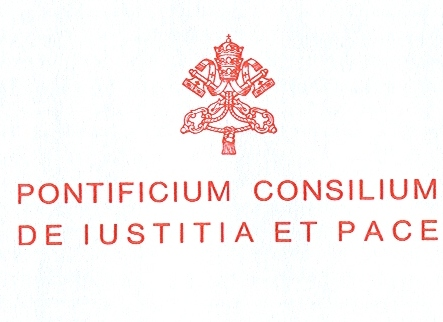 PONTIFICIUM CONSILIUM
DE IUSTITIA ET PACE